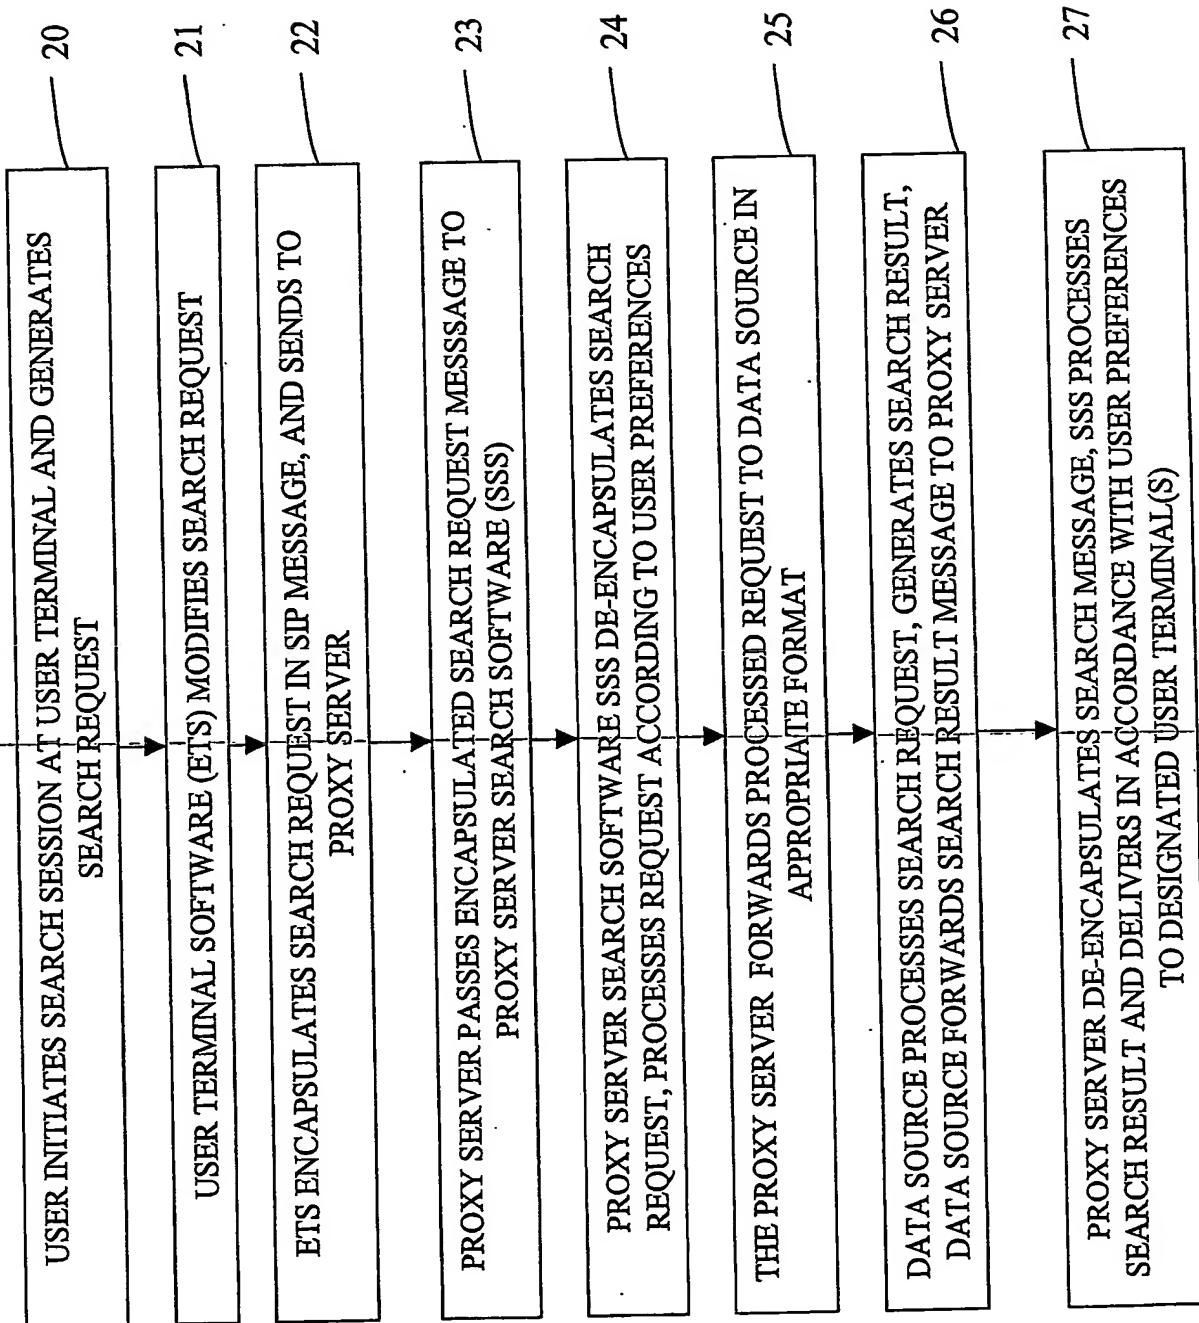 USER INITIATES SEARCH SESSION AT USER TERMINAL AND GENERATES
SEARCH REQUEST
20
USER TERMINAL SOFTWARE (ETS) MODIFIES SEARCH REQUEST
21
ETS ENCAPSULATES SEARCH REQUEST IN SIP MESSAGE, AND SENDS TO
PROXY SERVER
22
PROXY SERVER PASSES ENCAPSULATED SEARCH REQUEST MESSSAGE TO
PROXY SERVER SEARCH SOFTWARE (SSS)
23
PROXY SERVER SEARCH SOFTWARE SSS DE-ENCAPSULATES SEARCH
REQUEST, PROCESSES REQUEST ACCORDING TO USER PREFERENCES
24
THE PROXY SERVER FORWARDS PROCESSED REQUEST TO DATA SOURCE IN
APPROPRIATE FORMAT
25
DATA SOURCE PROCESSES SEARCH REQUEST, GENERATES SEARCH RESULT,
DATA SOURCE FORWARDS SEARCH RESULT MESSAGE TO PROXY SERVER
26
PROXY SERVER DE-ENCAPSULATES SEARCH MESSAGE, SSS PROCESSES
SEARCH RESULT AND DELIVERS IN ACCORDANCE WITH USER PREFERENCES
TO DESIGNATED USER TERMINAL(S)
27